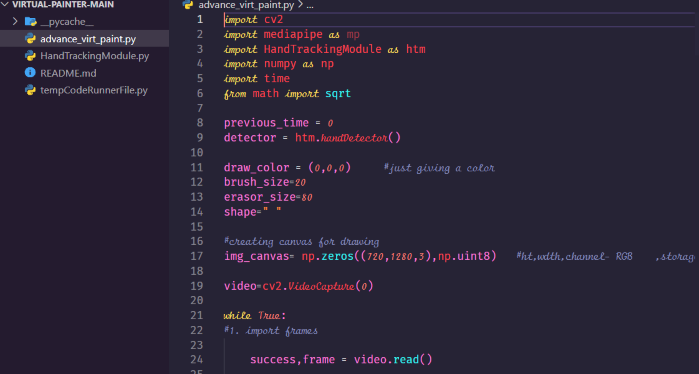 VIRTUAL-PAINTER-MAIN
__pycache__
advance_virt_paint.py
HandTrackingModule.py
README.md
tempCodeRunnerFile.py
advance_virt_paint.py > ...
1 import cv2
2 import mediapipe as mp
3 import HandTrackingModule as htm
4 import numpy as np
5 import time
6 from math import sqrt
7
8 previous_time = 0
9 detector = htm.handDetector()
10
11 draw_color = (0,0,0) #just giving a color
12 brush_size=20
13 erasor_size=80
14 shape=" "
15
16 #creating canvas for drawing
17 img_canvas= np.zeros((720,1280,3),np.uint8) #ht,wdth,channel- RGB ,storag
18
19 video=cv2.VideoCapture(0)
20
21 while True:
22 #1. import frames
23
24 success,frame = video.read()
25